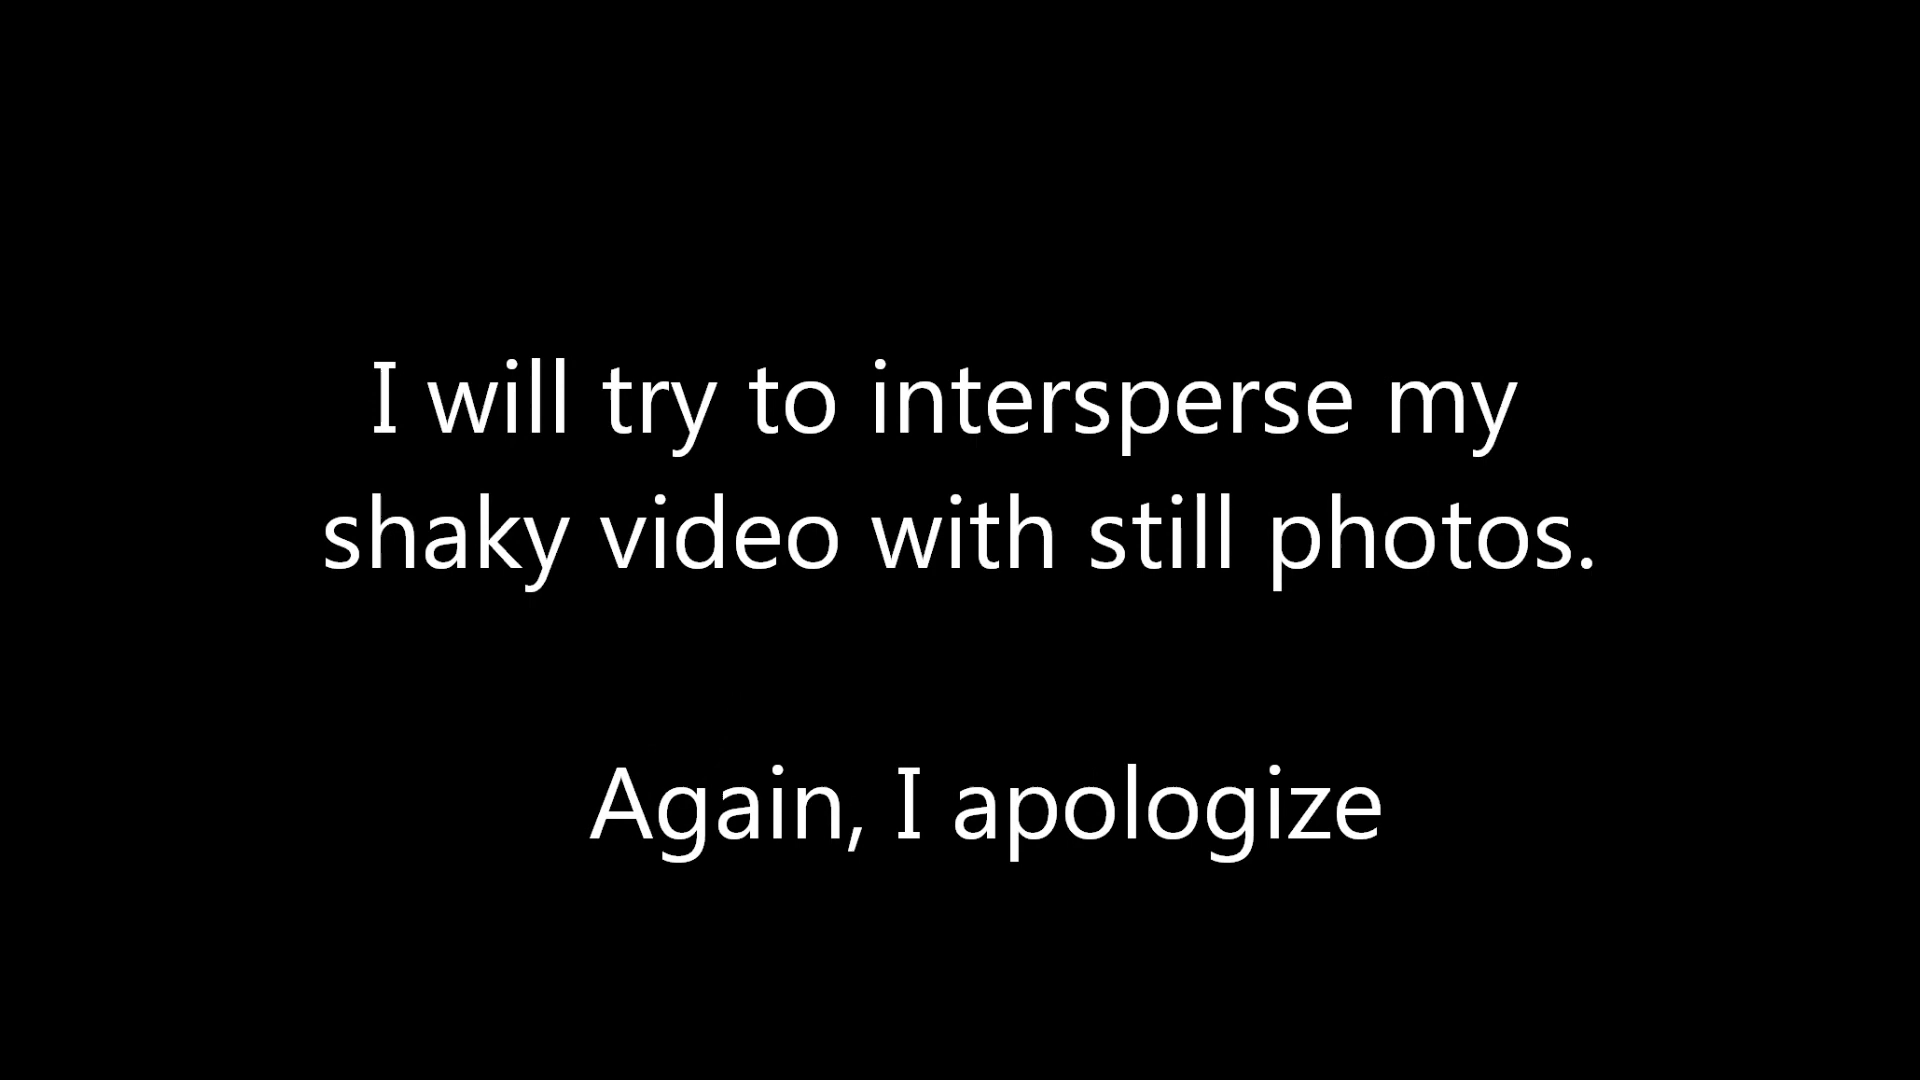 I will try to intersperse my
shaky video with still photos.
Again, I apologize